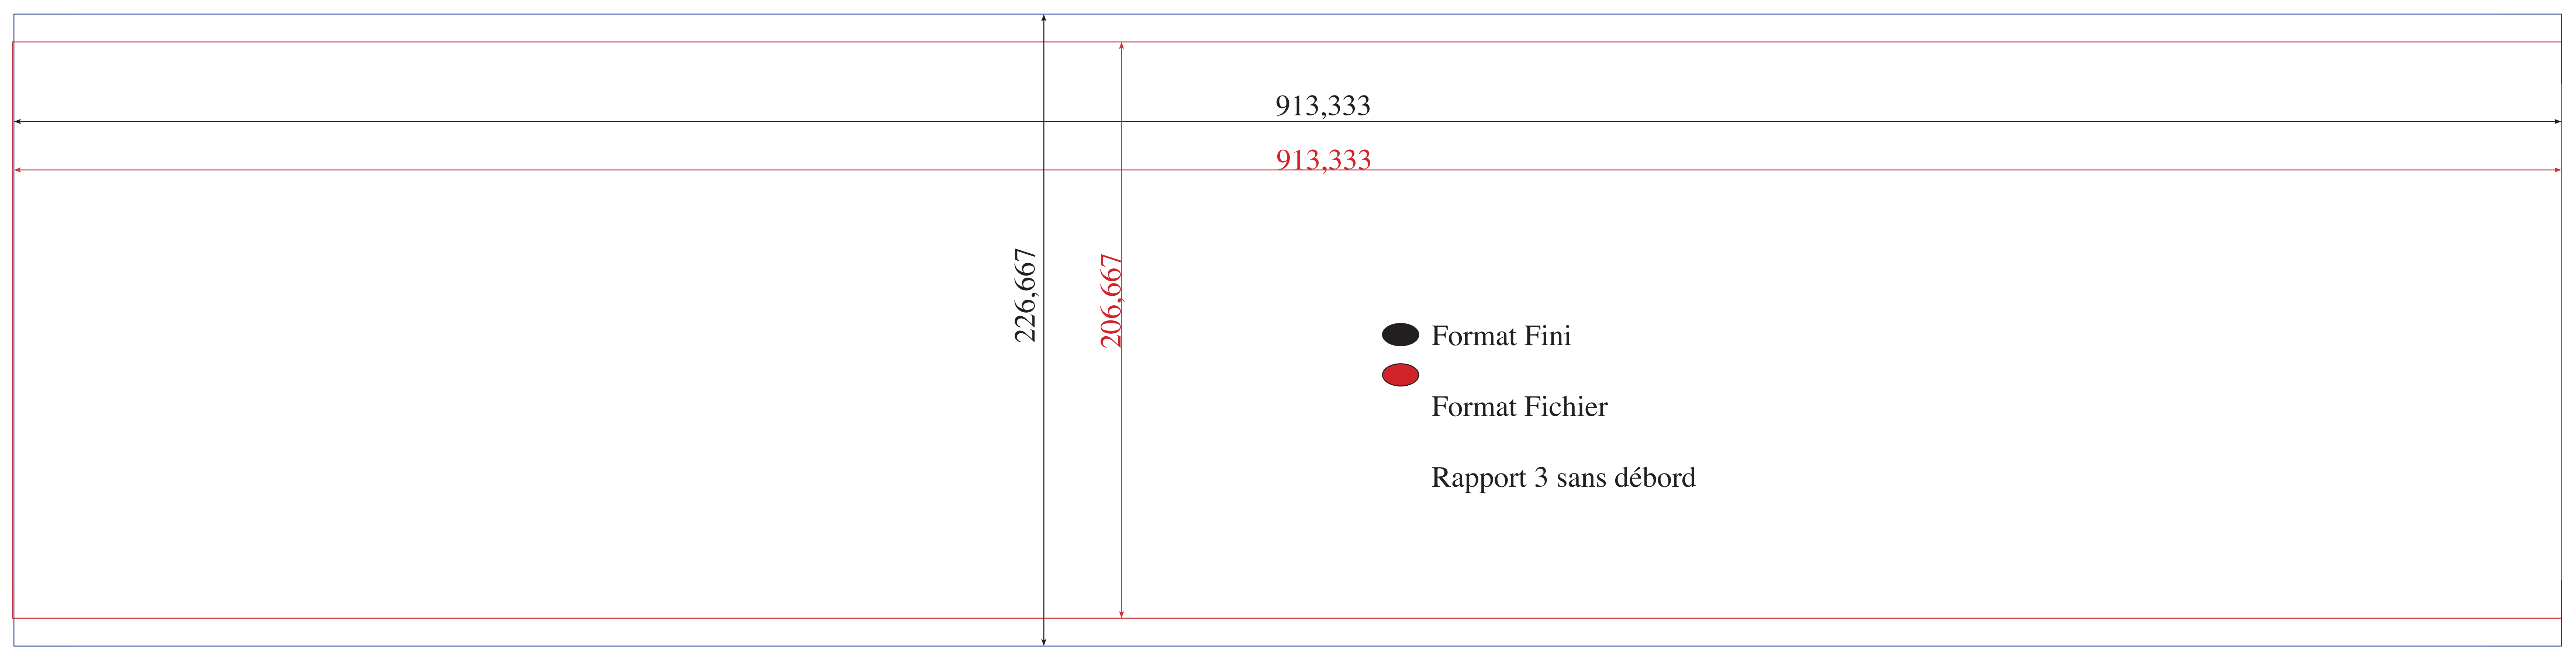 913,333
913,333
226,667
206,667
Format Fini
Format Fichier
Rapport 3 sans débord